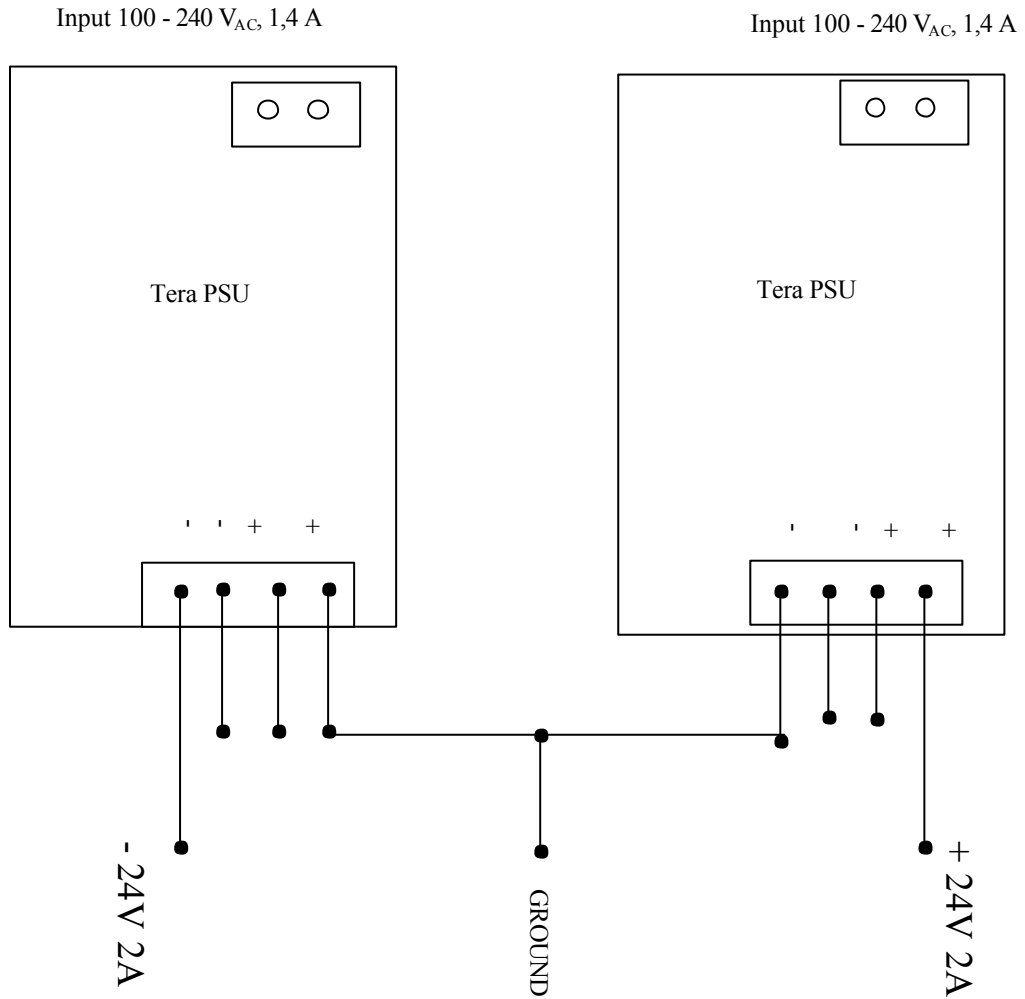 Input 100 - 240 VAC, 1,4 A
Input 100 - 240 VAC, 1,4 A
Tera PSU
Tera PSU
- - + +
- - + +
- 24V 2A
GROUND
+ 24V 2A